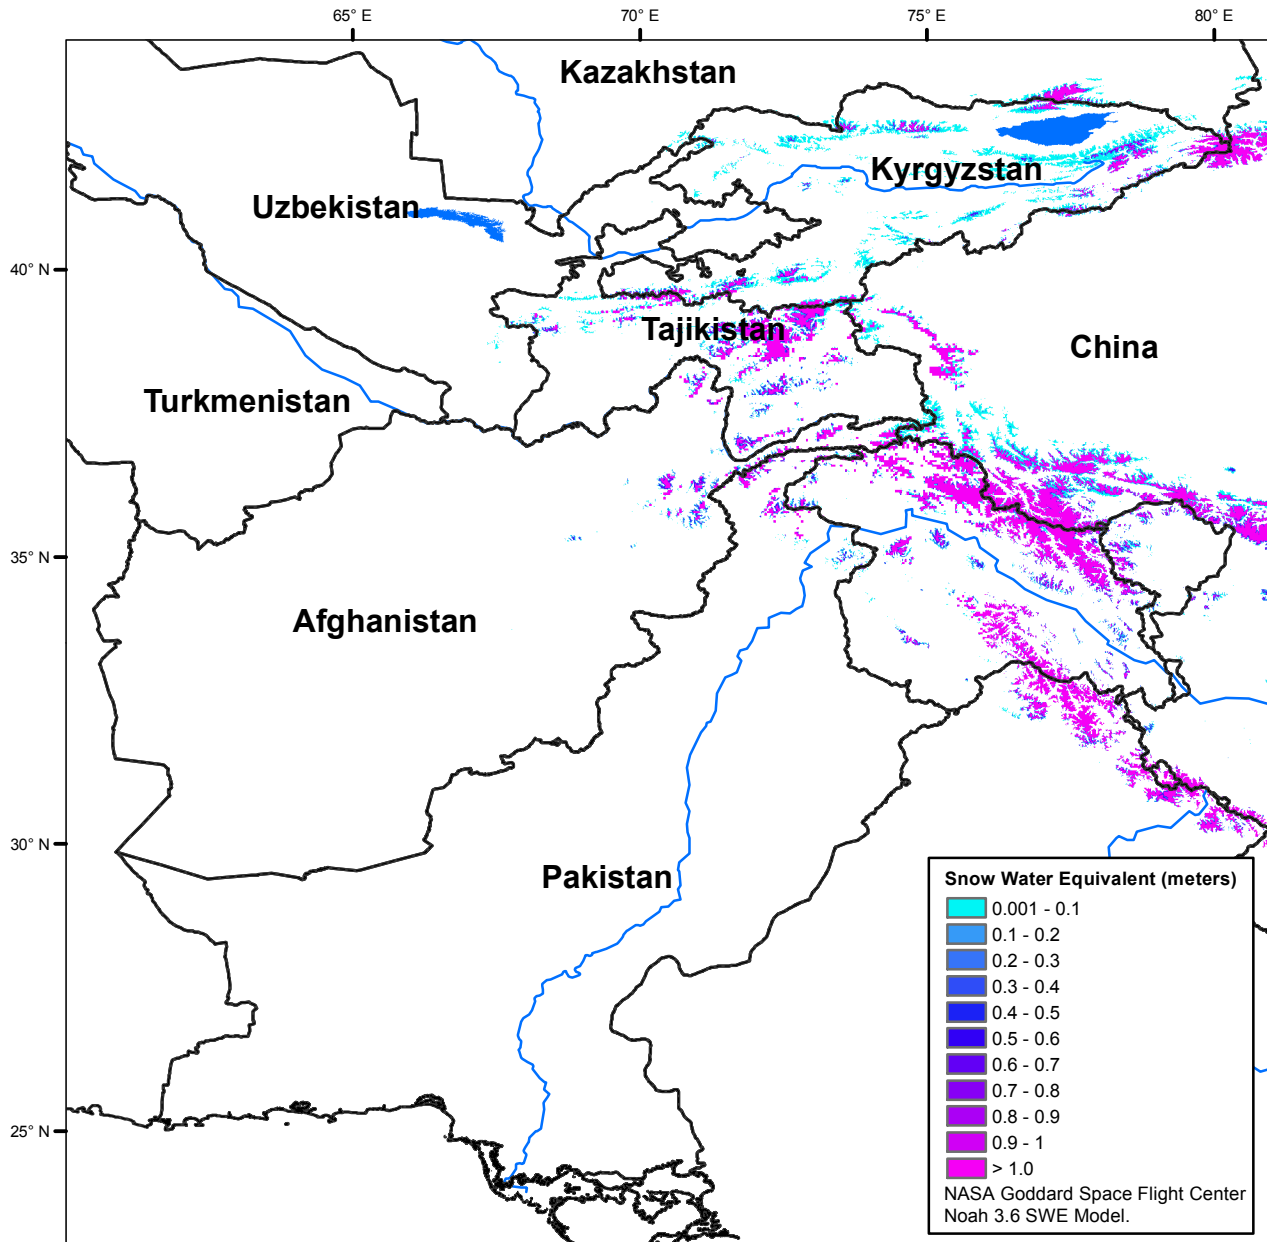 65° E
70° E
75° E
80° E
Kazakhstan
Kyrgyzstan
Uzbekistan
40° N
Tajikistan
China
Turkmenistan
35° N
Afghanistan
30° N
Pakistan
Snow Water Equivalent (meters)
0.001 - 0.1
0.1 - 0.2
0.2 - 0.3
0.3 - 0.4
0.4 - 0.5
0.5 - 0.6
0.6 - 0.7
0.7 - 0.8
0.8 - 0.9
0.9 - 1
> 1.0
NASA Goddard Space Flight Center
Noah 3.6 SWE Model.
25° N